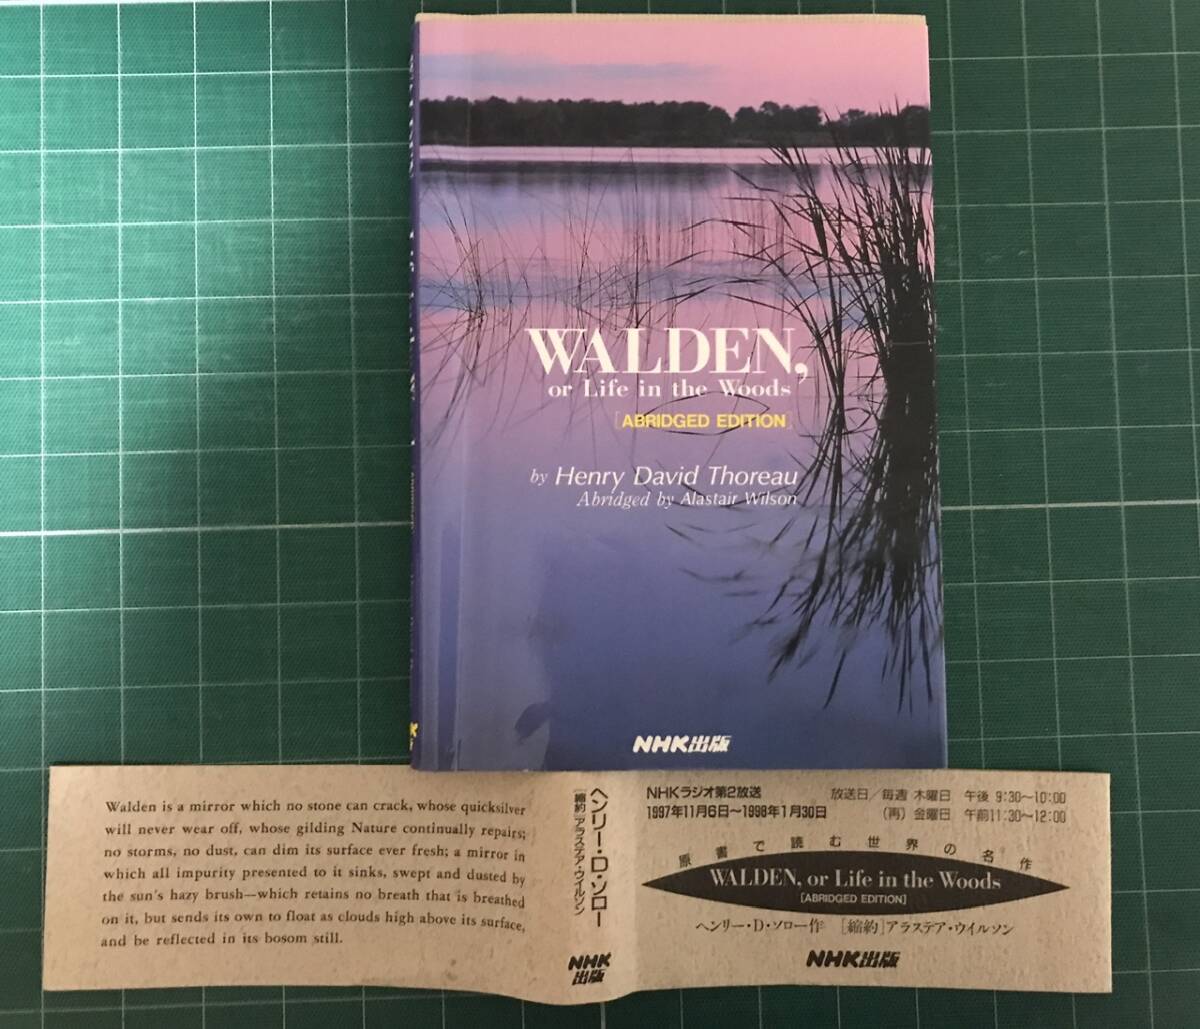 WALDEN,
or Life in the Woods
[ABRIDGED EDITION]
by Henry David Thoreau
Abridged by Alastair Wilson
NHK出版
Walden is a mirror which no stone can crack, whose quicksilver
will never wear off, whose gilding Nature continually repairs;
no storms, no dust, can dim its surface ever fresh; a mirror in
which all impurity presented to it sinks, swept and dusted by
the sun's hazy brush—which retains no breath that is breathed
on it, but sends its own to float as clouds high above its surface,
and be reflected in its bosom still.
ヘンリー・D・ソロー
[縮約]アラステア・ウイルソン
NHK
出版
NHKラジオ第2放送 放送日/毎週 木曜日 午後 9:30~10:00
1997年11月6日~1998年1月30日 (再) 金曜日 午前11:30~12:00
原書で読む世界の名作
WALDEN, or Life in the Woods
[ABRIDGED EDITION]
ヘンリー・D・ソロー作 [縮約]アラステア・ウイルソン
NHK出版